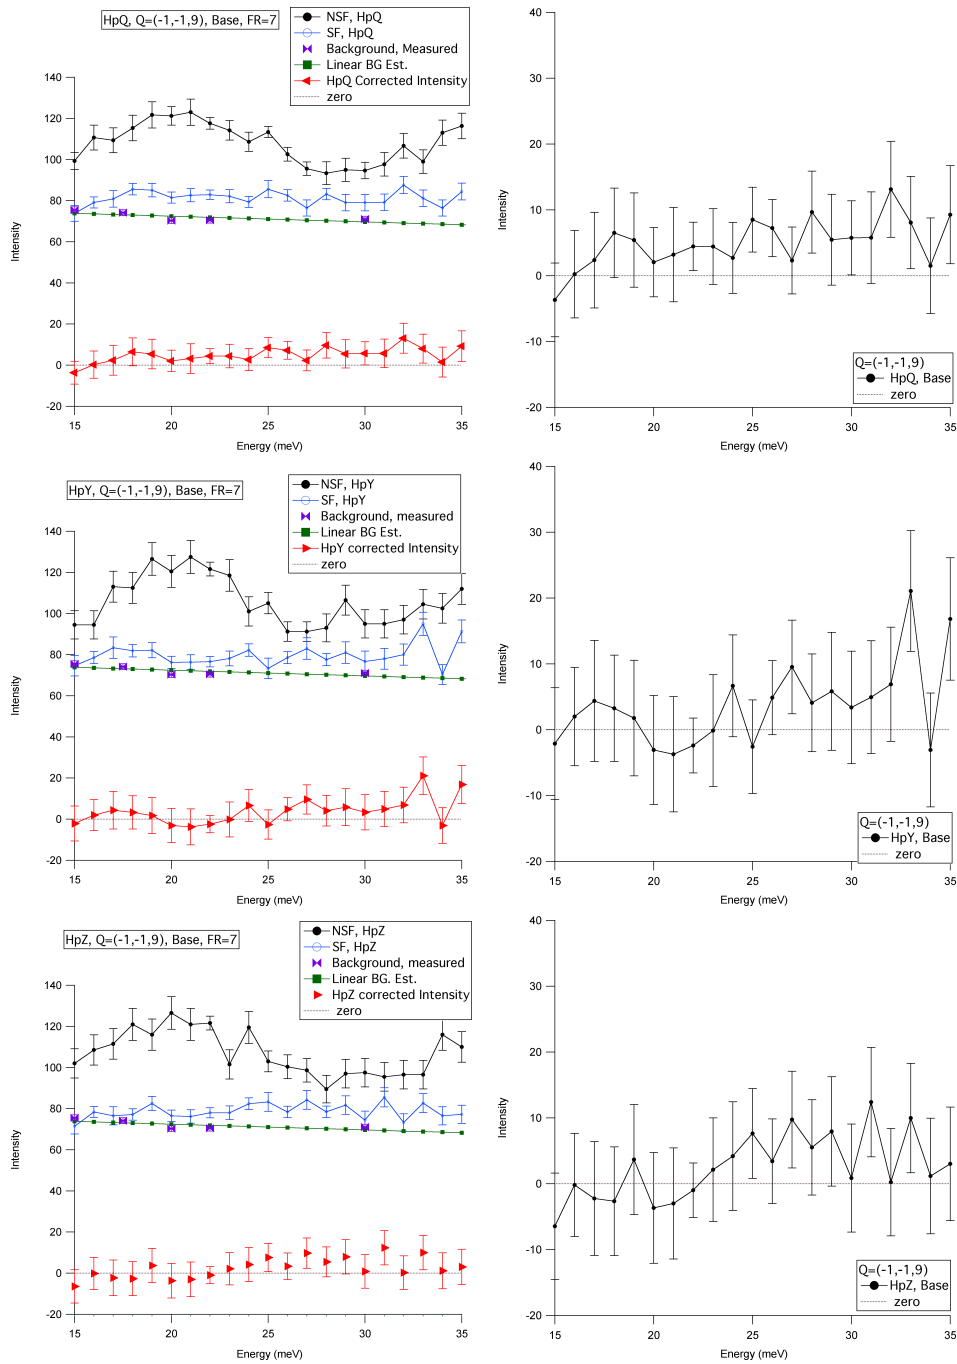 HpQ, Q=(-1,-1,9), Base, FR=7
NSF, HpQ
SF, HpQ
Background, Measured
Linear BG Est.
HpQ Corrected Intensity
zero
140
120
100
80
60
40
20
0
-20
Intensity
15
20
25
30
35
Energy (meV)
40
30
20
10
0
-10
-20
Intensity
Q=(-1,-1,9)
HpQ, Base
zero
15
20
25
30
35
Energy (meV)
HpY, Q=(-1,-1,9), Base, FR=7
NSF, HpY
SF, HpY
Background, measured
Linear BG Est.
HpY corrected Intensity
zero
140
120
100
80
60
40
20
0
-20
Intensity
15
20
25
30
35
Energy (meV)
40
30
20
10
0
-10
-20
Intensity
Q=(-1,-1,9)
HpY, Base
zero
15
20
25
30
35
Energy (meV)
HpZ, Q=(-1,-1,9), Base, FR=7
NSF, HpZ
SF, HpZ
Background, measured
Linear BG. Est.
HpZ corrected Intensity
zero
140
120
100
80
60
40
20
0
-20
Intensity
15
20
25
30
35
Energy (meV)
40
30
20
10
0
-10
-20
Intensity
Q=(-1,-1,9)
HpZ, Base
zero
15
20
25
30
35
Energy (meV)